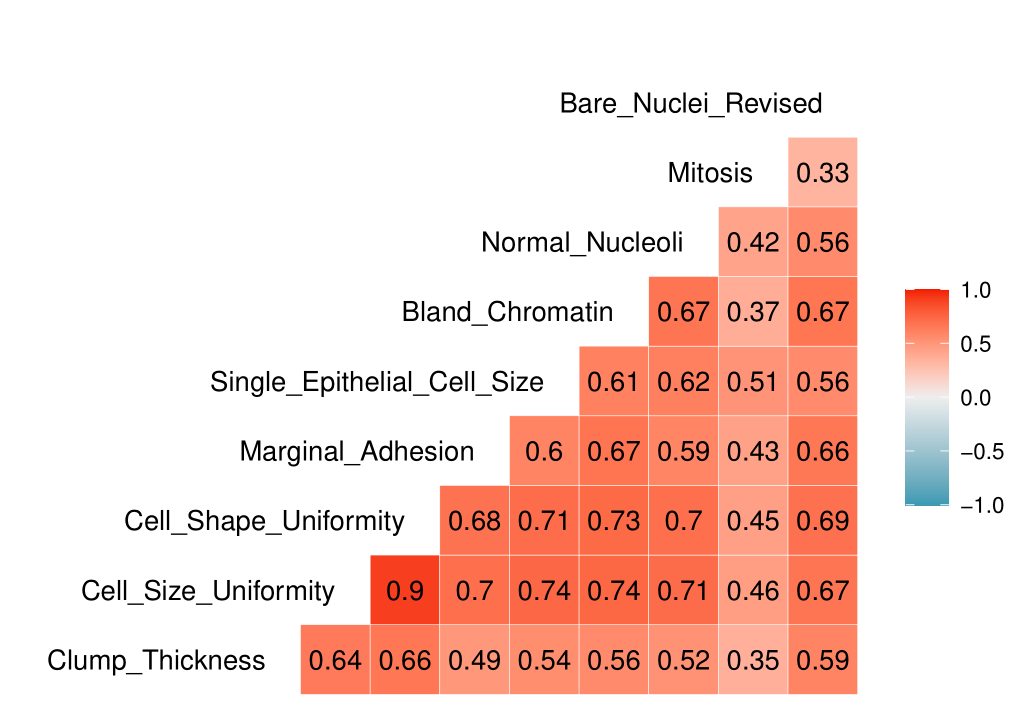 Bare_Nuclei_Revised
Mitosis 0.33
Normal_Nucleoli 0.42 0.56
Bland_Chromatin 0.67 0.37 0.67
Single_Epithelial_Cell_Size 0.61 0.62 0.51 0.56
Marginal_Adhesion 0.6 0.67 0.59 0.43 0.66
Cell_Shape_Uniformity 0.68 0.71 0.73 0.7 0.45 0.69
Cell_Size_Uniformity 0.9 0.7 0.74 0.74 0.71 0.46 0.67
Clump_Thickness 0.64 0.66 0.49 0.54 0.56 0.52 0.35 0.59
1.0
0.5
0.0
−0.5
−1.0